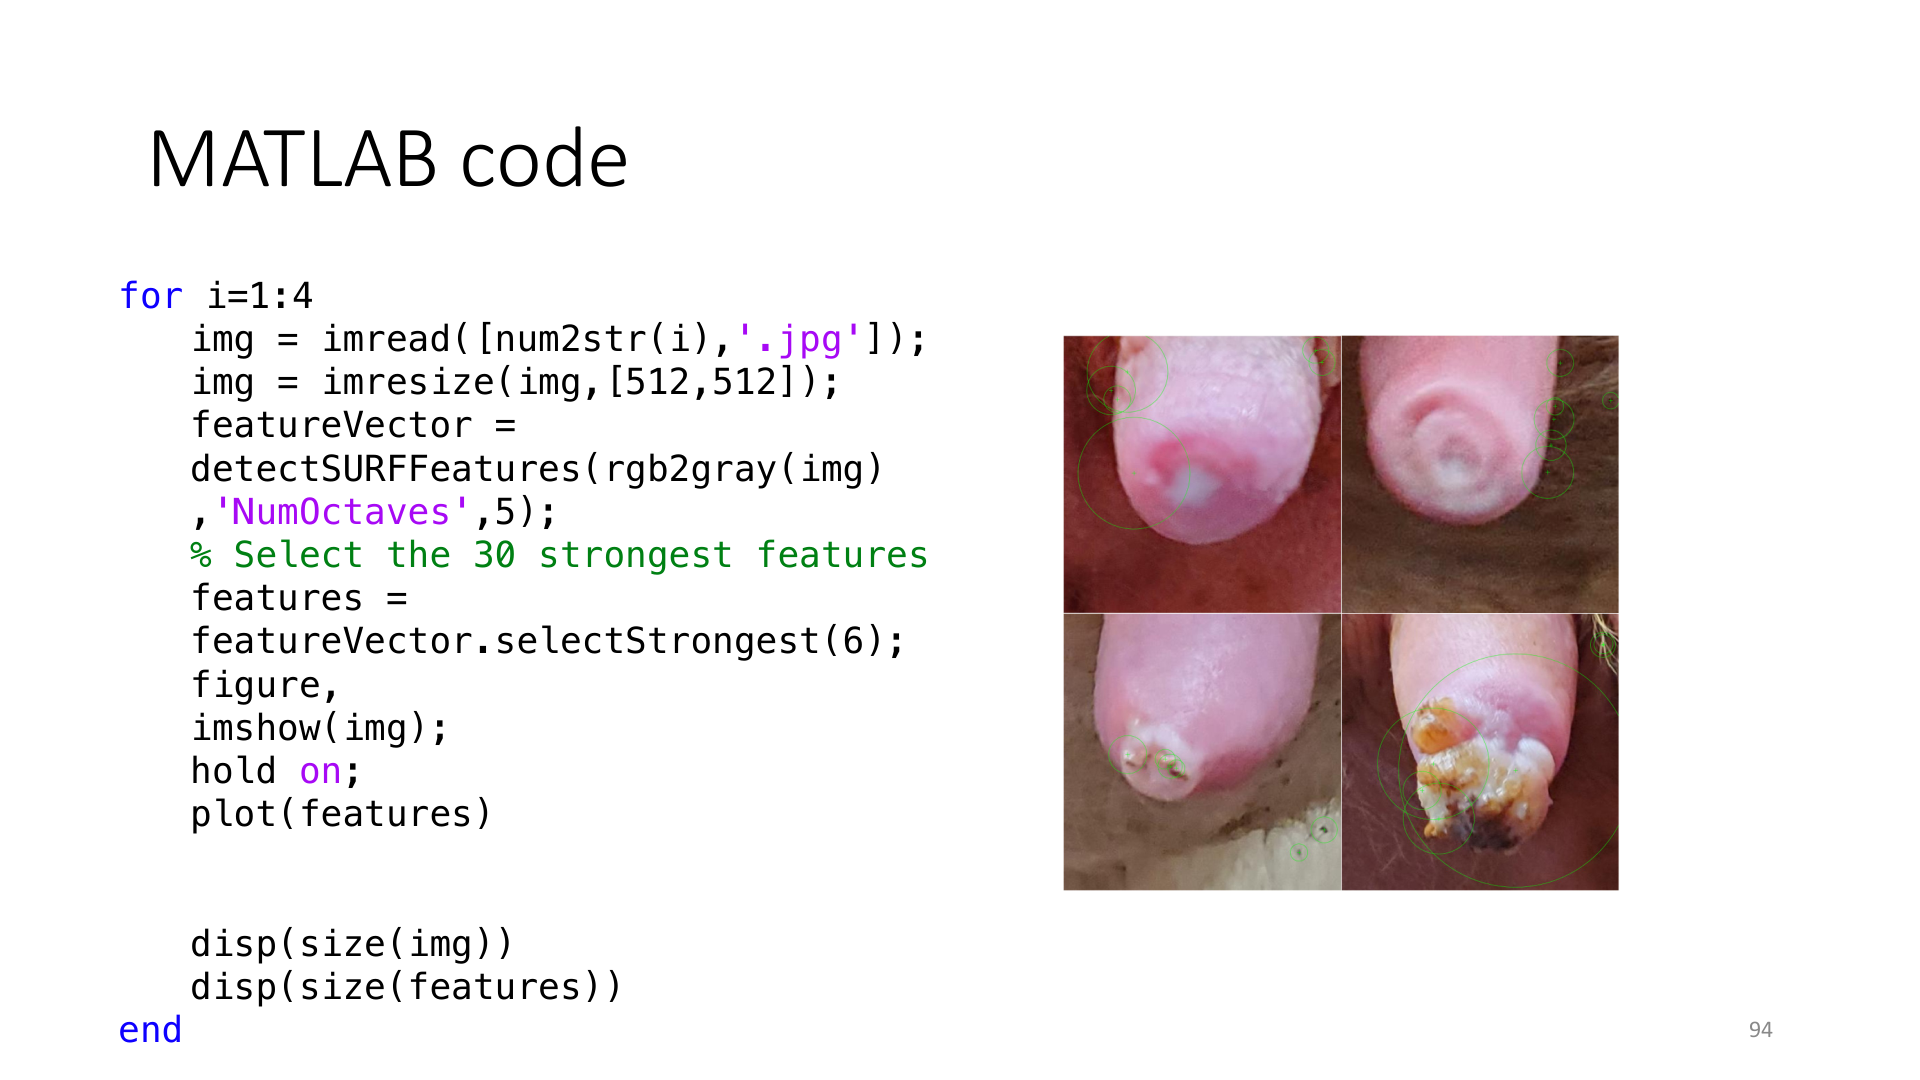 MATLAB code
for i=1:4
img = imread([num2str(i),'.jpg']);
img = imresize(img,[512,512]);
featureVector =
detectSURFFeatures(rgb2gray(img)
,'NumOctaves',5);
% Select the 30 strongest features
features =
featureVector.selectStrongest(6);
figure,
imshow(img);
hold on;
plot(features)
disp(size(img))
disp(size(features))
end
94